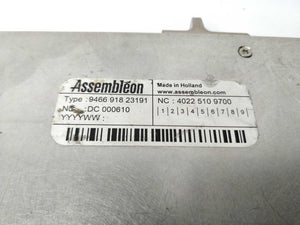 Assembléon
Made in Holland
www.assembleon.com
Type : 9466 918 23191
NC : 4022 510 9700
NO. : DC 000610
1 2 3 4 5 6 7 8 9
YYYYWW :